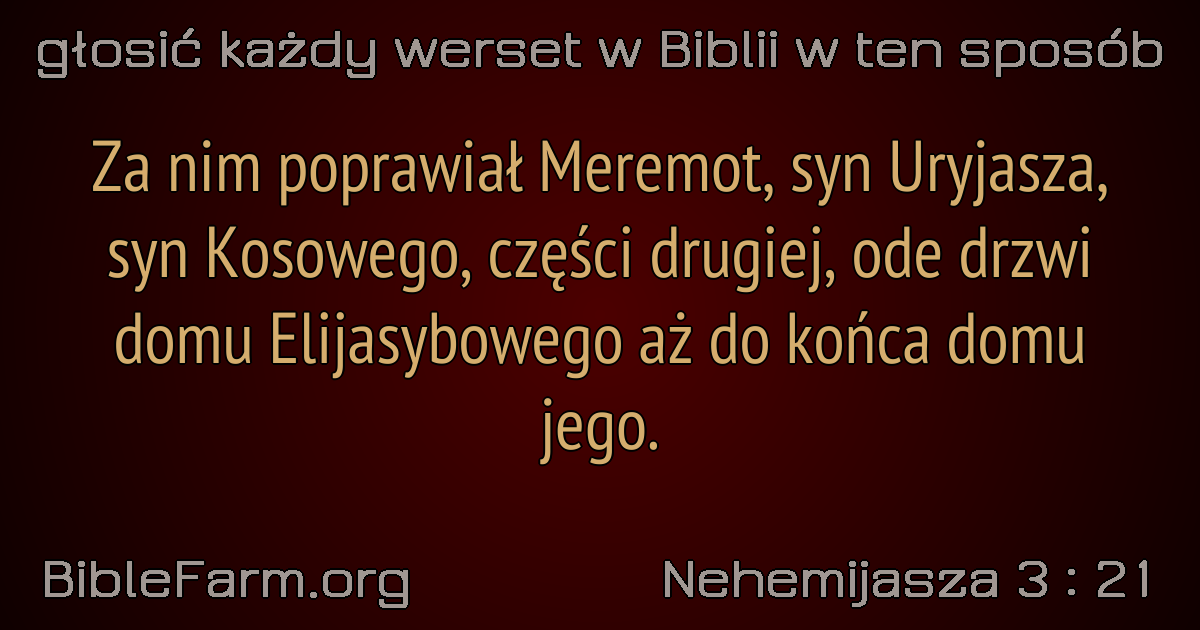 głosić każdy werset w Biblii w ten sposób
Za nim poprawiał Meremot, syn Uryjasza,
syn Kosowego, części drugiej, ode drzwi
domu Elijasybowego aż do końca domu
jego.
BibleFarm.org
Nehemijasza 3 : 21